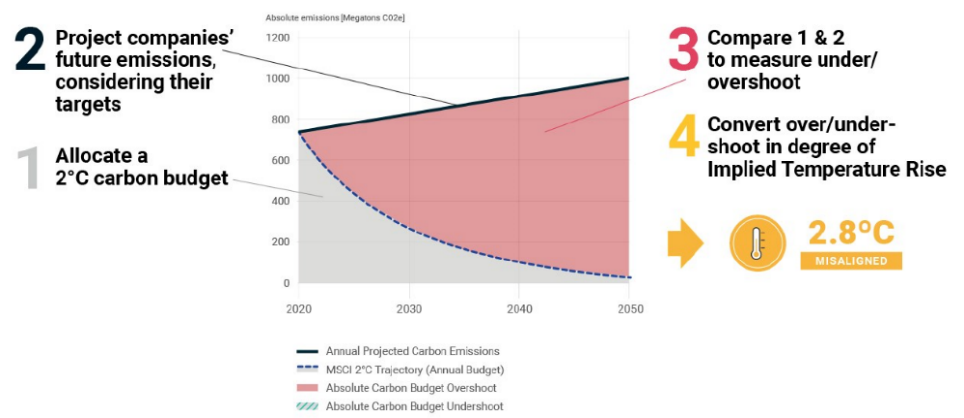 Absolute emissions [Megatons C02e]
2 Project companies'
future emissions,
considering their
targets
1 Allocate a
2°C carbon budget
1200
1000
800
600
400
200
0
2020 2030 2040 2050
3 Compare 1 & 2
to measure under/
overshoot
4 Convert over/under-
shoot in degree of
Implied Temperature Rise
2.8°C
MISALIGNED
Annual Projected Carbon Emissions
MSCI 2°C Trajectory (Annual Budget)
Absolute Carbon Budget Overshoot
Absolute Carbon Budget Undershoot